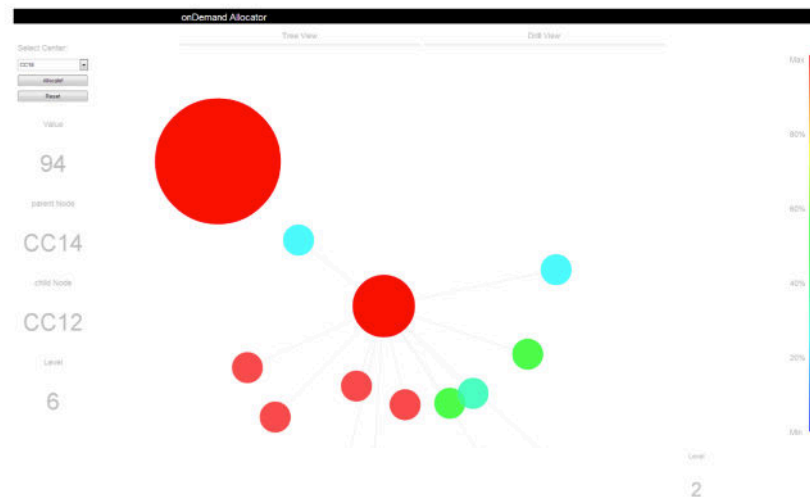 onDemand Allocator
Tree View
Drill View
Select Center:
CC14
Allocate!
Reset
Value
94
parent Node
CC14
child Node
CC12
Level
6
Max
80%
60%
40%
20%
Min
Level
2